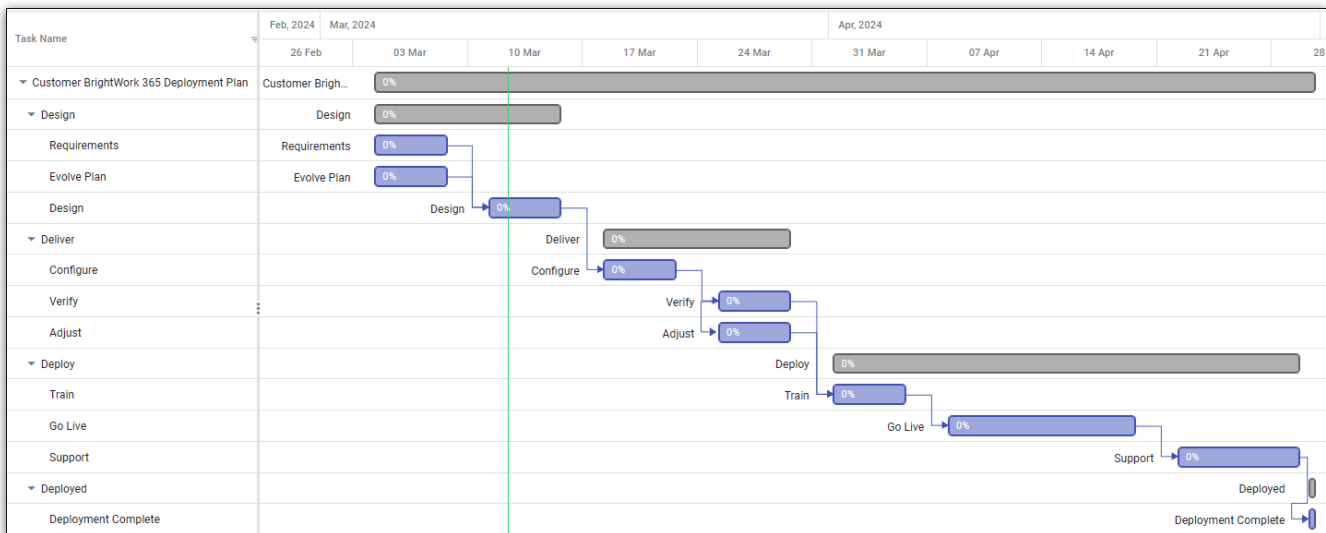 Feb, 2024 Mar, 2024 Apr, 2024
Task Name
26 Feb 03 Mar 10 Mar 17 Mar 24 Mar 31 Mar 07 Apr 14 Apr 21 Apr 28
Customer BrightWork 365 Deployment Plan Customer Brigh... 0%
Design Design 0%
Requirements Requirements 0%
Evolve Plan Evolve Plan 0%
Design Design 0%
Deliver Deliver 0%
Configure Configure 0%
Verify Verify 0%
Adjust Adjust 0%
Deploy Deploy 0%
Train Train 0%
Go Live Go Live 0%
Support Support 0%
Deployed Deployed
Deployment Complete Deployment Complete